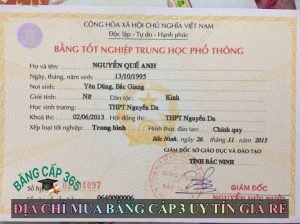 CỘNG HÒA XÃ HỘI CHỦ NGHĨA VIỆT NAM
Độc lập - Tự do - Hạnh phúc
BẰNG TỐT NGHIỆP TRUNG HỌC PHỔ THÔNG
Họ và tên: NGUYỄN QUẾ ANH
Ngày, tháng, năm sinh: 13/10/1995
Nơi sinh: Yên Dũng, Bắc Giang
Giới tính: Nữ Dân tộc: Kinh
Học sinh trường: THPT Nguyễn Du
Khoá thi: 02/06/2013 Hội đồng thi: THPT Nguyễn Du
Xếp loại tốt nghiệp: Trung bình Hình thức đào tạo: Chính quy
Bắc Ninh, ngày 26 tháng 11 năm 2013
GIÁM ĐỐC SỞ GIÁO DỤC VÀ ĐÀO TẠO
TỈNH BẮC NINH
BẰNG CẤP 365
Số hiệu
0640090006
GIÁM ĐỐC
ĐỊA CHỈ MUA BẰNG CẤP 3 UY TÍN GIÁ RẺ